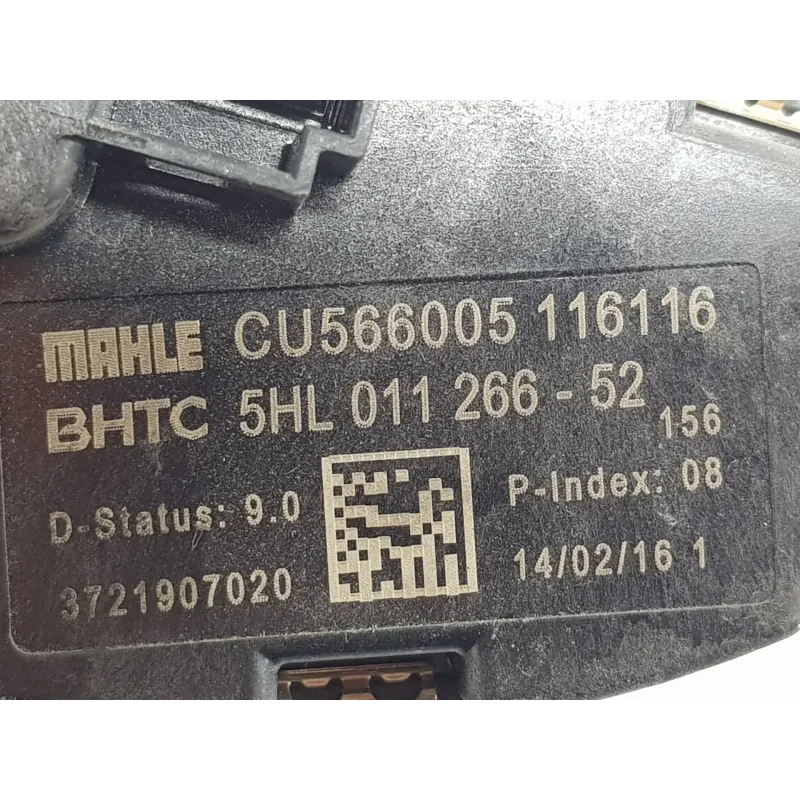 MAHLE CU566005 116116
BHTC 5HL 011 266 - 52
156
D-Status: 9.0 P-Index: 08
3721907020 14/02/16 1